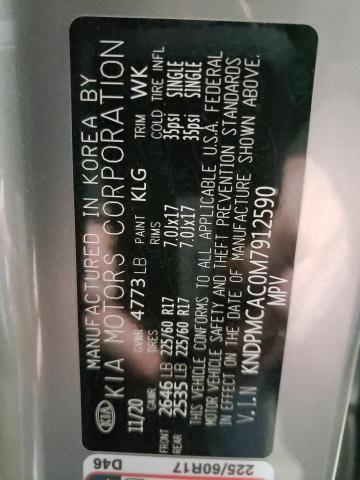 MANUFACTURED IN KOREA BY
KIA KIA MOTORS CORPORATION
11/20 GVWR 4773 LB PAINT KLG TRIM WK
GAWR TIRES RIMS COLD TIRE INFL
FRONT 2646 LB 225/60 R17 7.0JX17 35psi SINGLE
REAR 2535 LB 225/60 R17 7.0JX17 35psi SINGLE
THIS VEHICLE CONFORMS TO ALL APPLICABLE U.S.A. FEDERAL
MOTOR VEHICLE SAFETY AND THEFT PREVENTION STANDARDS
IN EFFECT ON THE DATE OF MANUFACTURE SHOWN ABOVE.
V.I.N KNDPMCAC0M7912590
MPV
D46
225/60R17